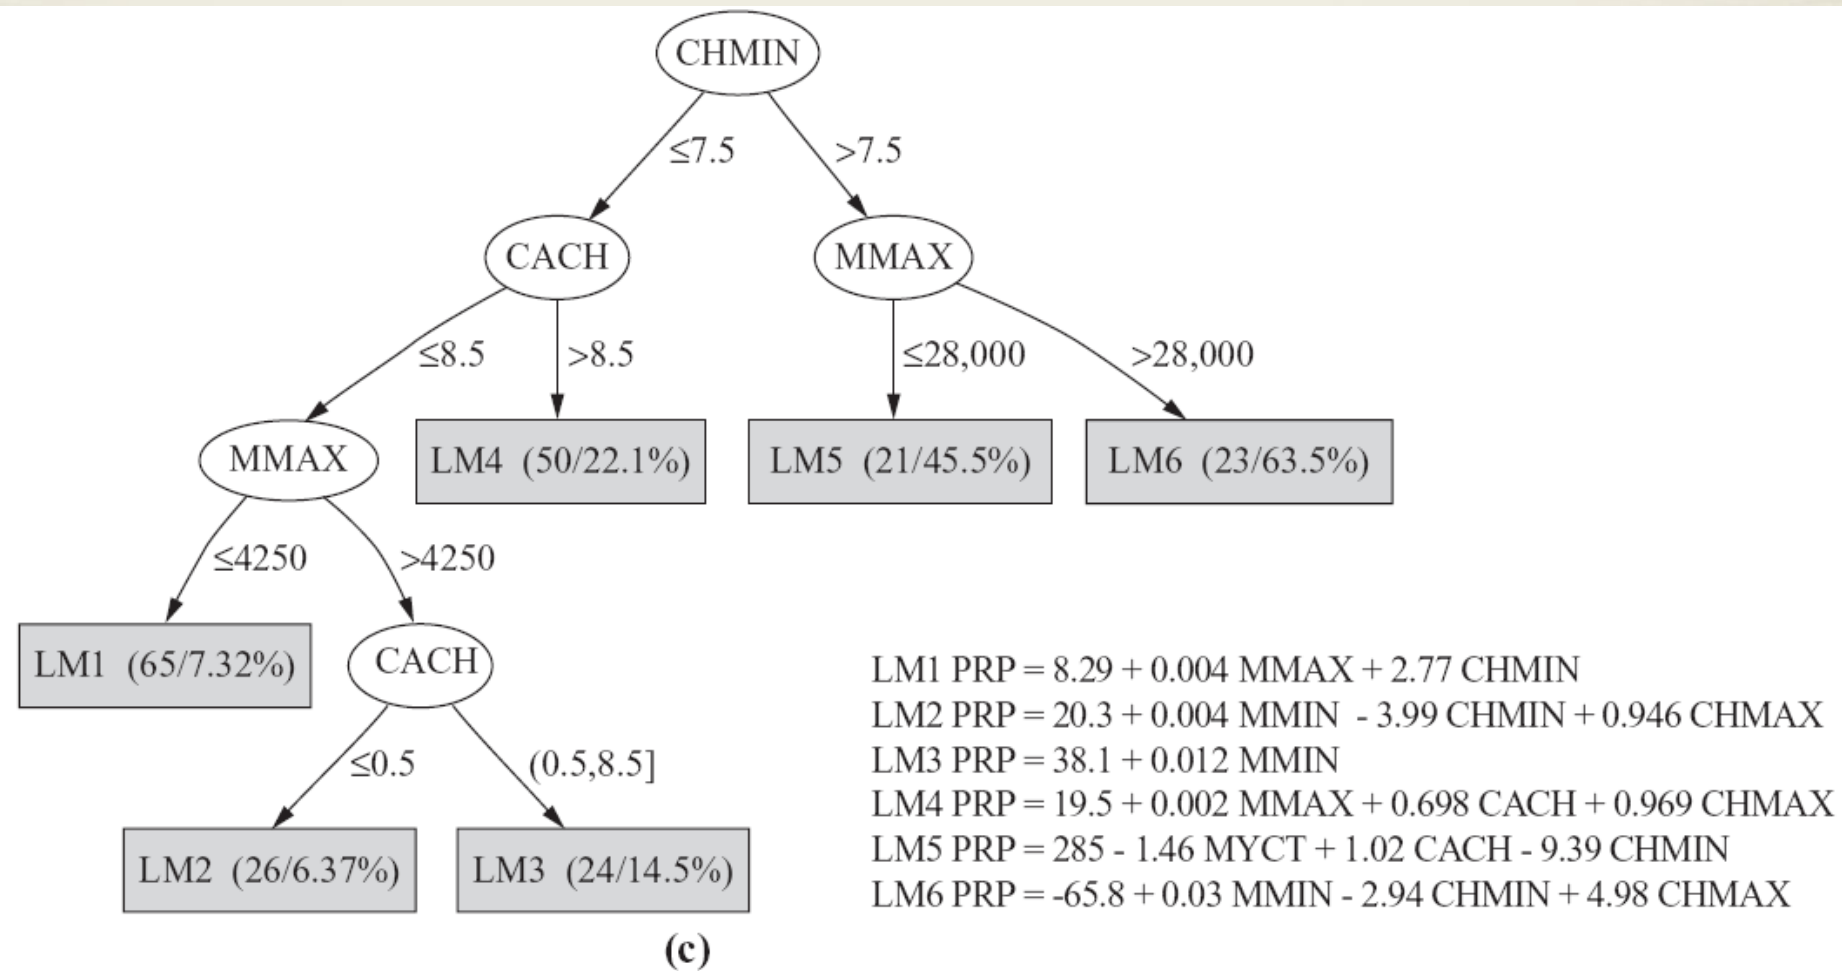 CHMIN
≤7.5
>7.5
CACH
MMAX
≤8.5
>8.5
≤28,000
>28,000
MMAX
LM4 (50/22.1%)
LM5 (21/45.5%)
LM6 (23/63.5%)
≤4250
>4250
LM1 (65/7.32%)
CACH
≤0.5
(0.5,8.5]
LM2 (26/6.37%)
LM3 (24/14.5%)
LM1 PRP = 8.29 + 0.004 MMAX + 2.77 CHMIN
LM2 PRP = 20.3 + 0.004 MMIN - 3.99 CHMIN + 0.946 CHMAX
LM3 PRP = 38.1 + 0.012 MMIN
LM4 PRP = 19.5 + 0.002 MMAX + 0.698 CACH + 0.969 CHMAX
LM5 PRP = 285 - 1.46 MYCT + 1.02 CACH - 9.39 CHMIN
LM6 PRP = -65.8 + 0.03 MMIN - 2.94 CHMIN + 4.98 CHMAX
(c)